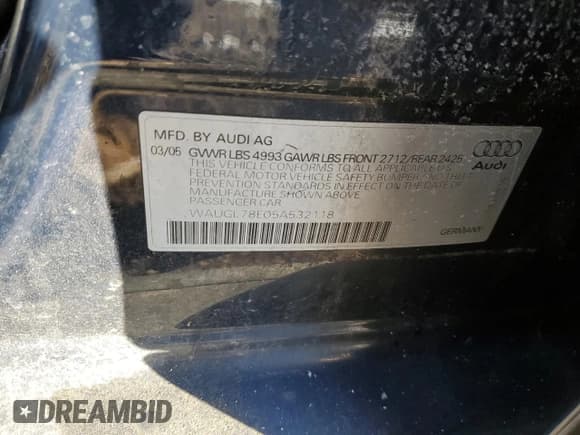 MFD. BY AUDI AG
03/05 GVWR LBS 4993 GAWR LBS FRONT 2712/REAR 2425
THIS VEHICLE CONFORMS TO ALL APPLICABLE U.S.
FEDERAL MOTOR VEHICLE SAFETY BUMPER AND THEFT
PREVENTION STANDARDS IN EFFECT ON THE DATE OF
MANUFACTURE SHOWN ABOVE.
PASSENGER CAR
WAUGL78E05A532118
Audi
GERMANY
DREAMBID